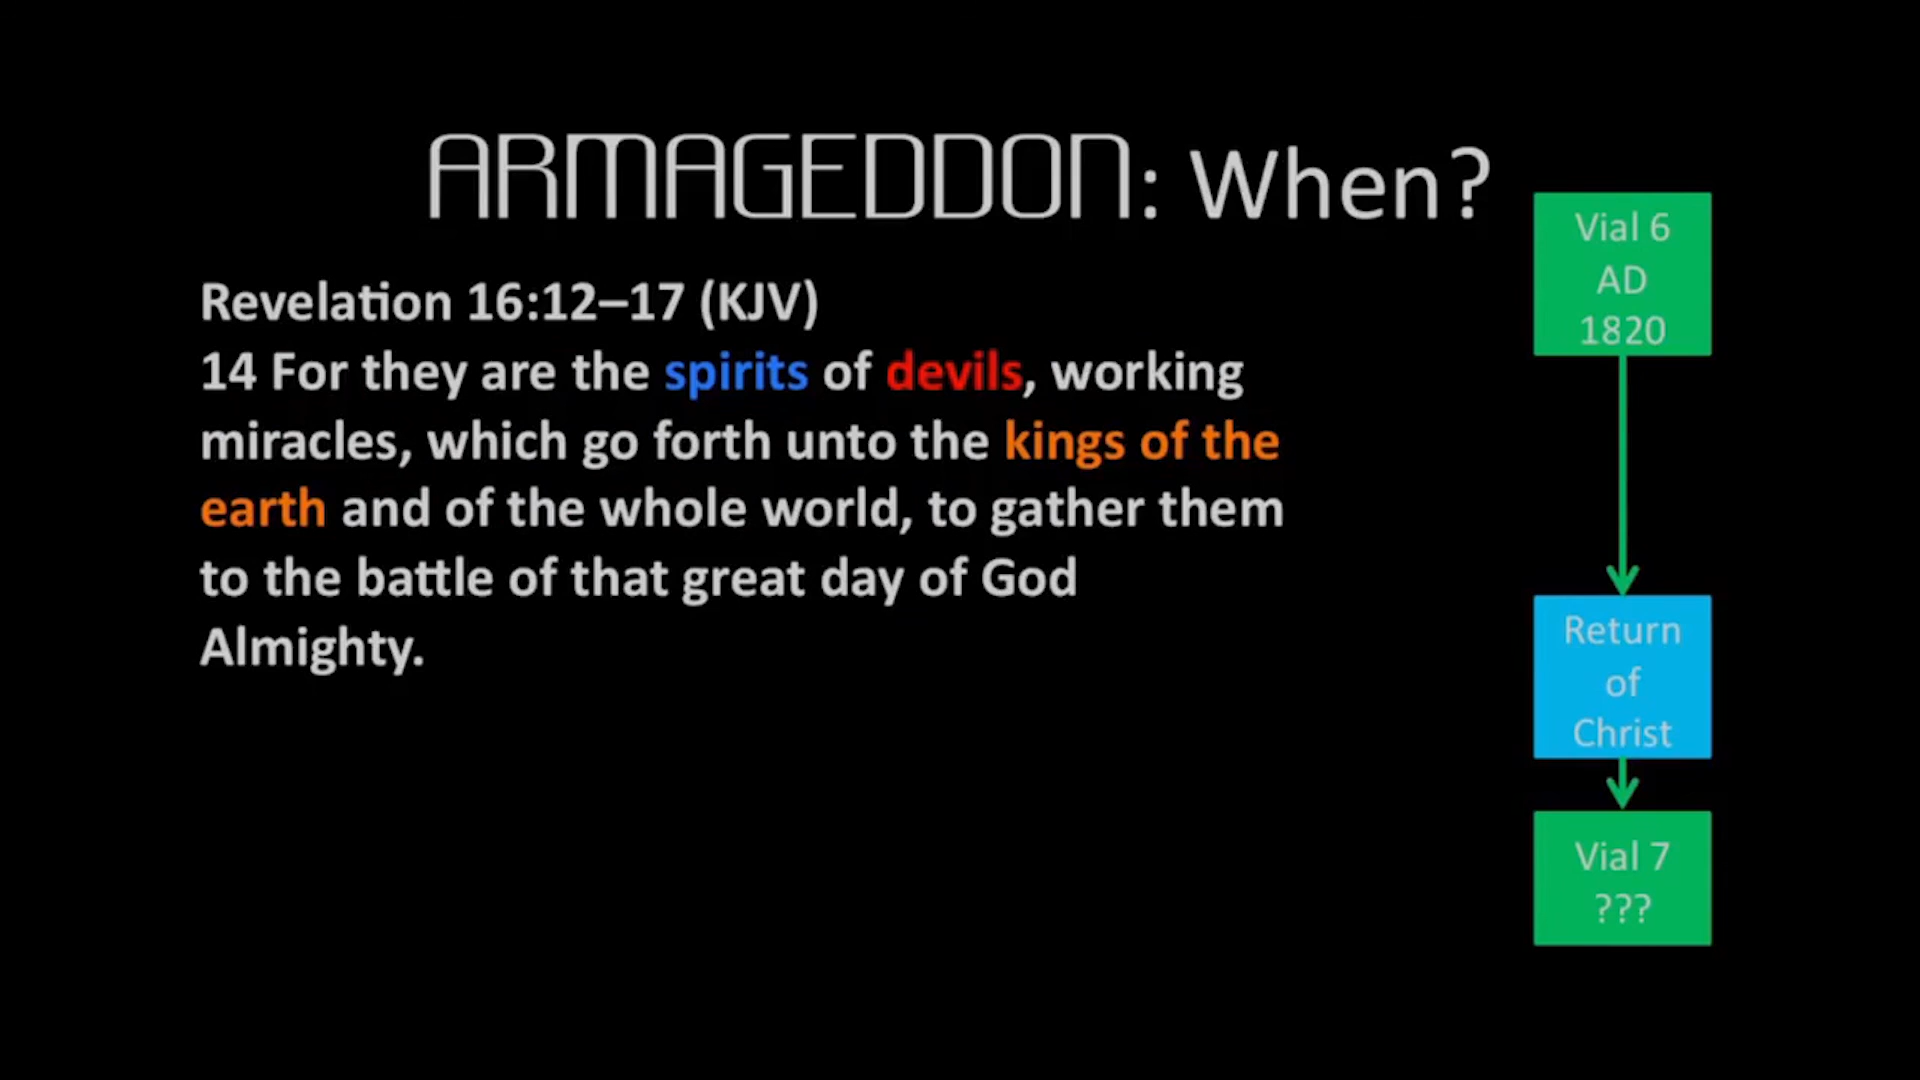 ARMAGEDDON: When?
Revelation 16:12–17 (KJV)
14 For they are the spirits of devils, working
miracles, which go forth unto the kings of the
earth and of the whole world, to gather them
to the battle of that great day of God
Almighty.
Vial 6
AD
1820
Return
of
Christ
Vial 7
???